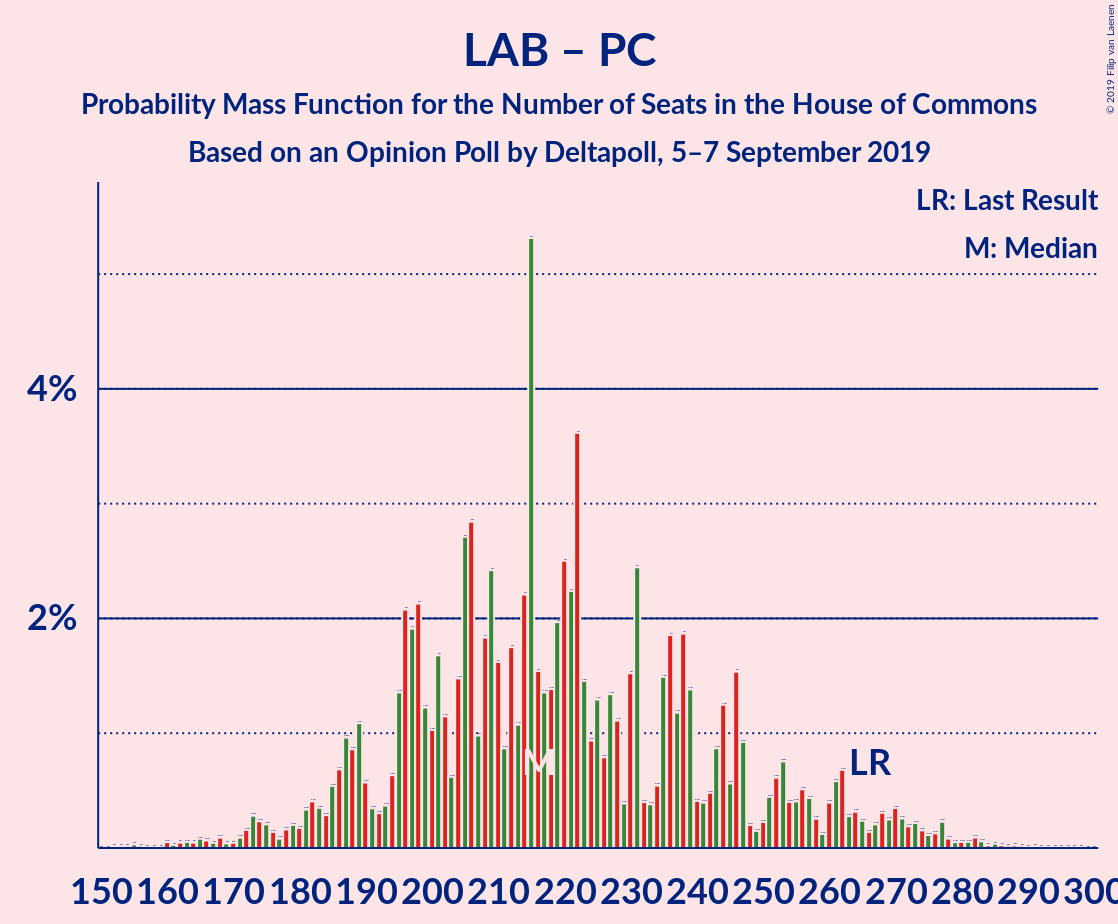 LAB – PC
Probability Mass Function for the Number of Seats in the House of Commons
Based on an Opinion Poll by Deltapoll, 5–7 September 2019
© 2019 Filip van Laenen
LR: Last Result
M: Median
4%
2%
M
LR
150 160 170 180 190 200 210 220 230 240 250 260 270 280 290 300